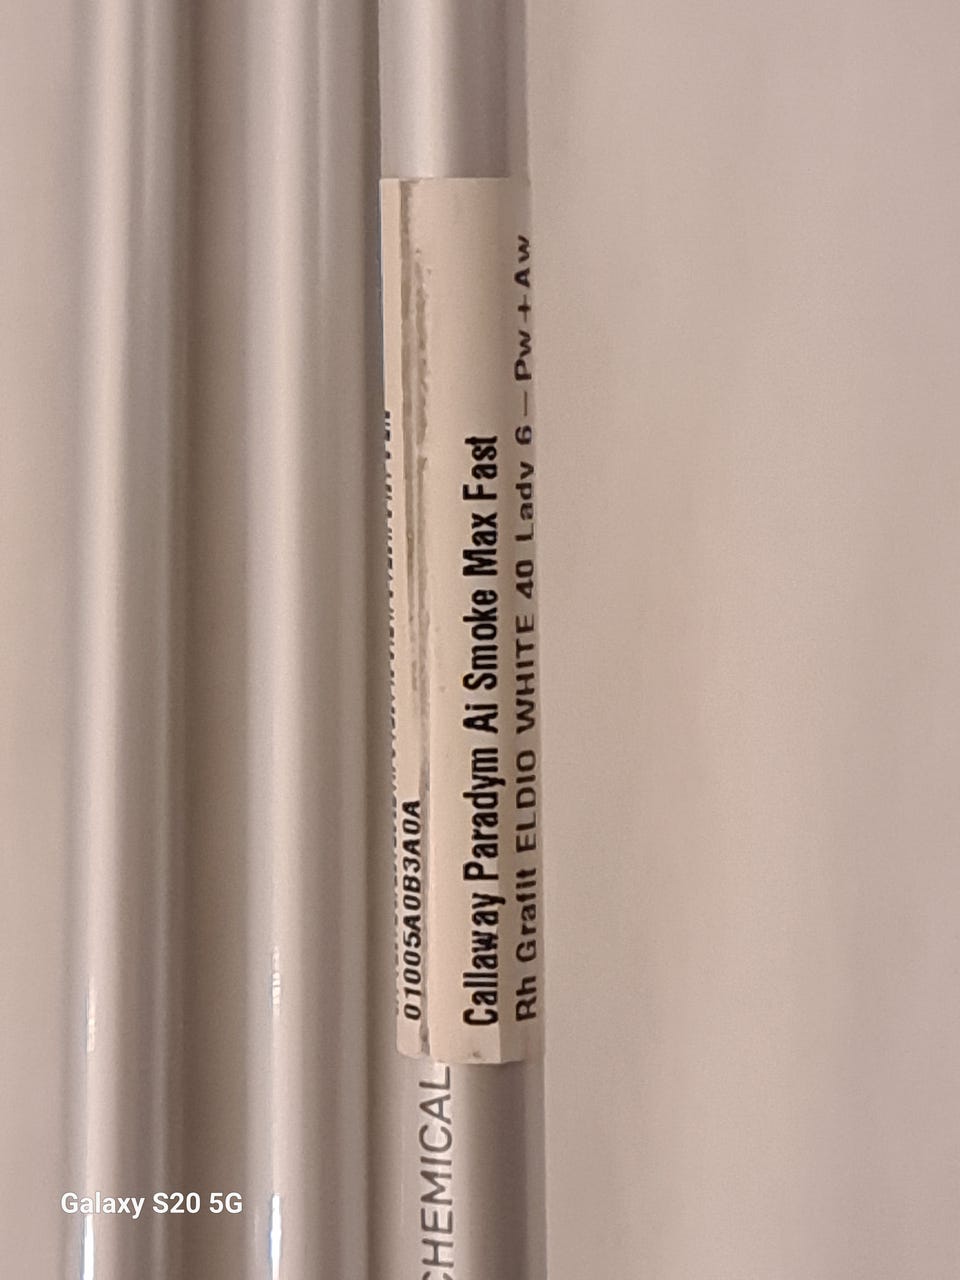 01005A0B3A0A
Callaway Paradym Ai Smoke Max Fast
Rh Grafit ELDIO WHITE 40 Lady 6 – Pw + Aw
CHEMICAL
Galaxy S20 5G